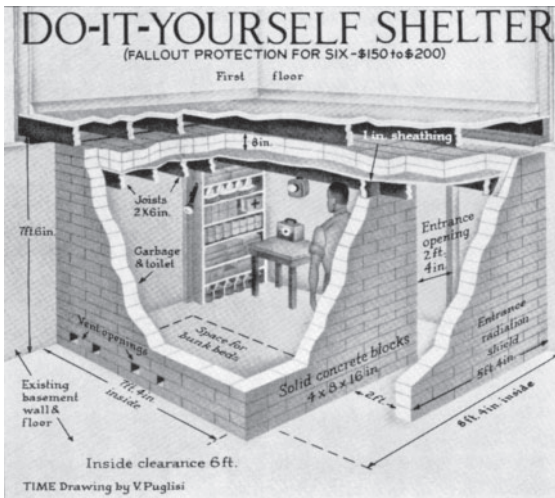 DO-IT-YOURSELF SHELTER
(FALLOUT PROTECTION FOR SIX-$150 to $200)
First floor
8in.
1 in. sheathing
Joists
2X6in.
7ft.6in.
Garbage
& toilet
Entrance
opening
2ft.
4in.
Space for
bunk beds
Vent openings
Solid concrete blocks
4 x 8 x 16 in.
Entrance
radiation
shield
5ft.4in.
7ft.4in.
inside
2ft.
8ft.4in.inside
Existing
basement
wall &
floor
Inside clearance 6ft.
TIME Drawing by V. Puglisi